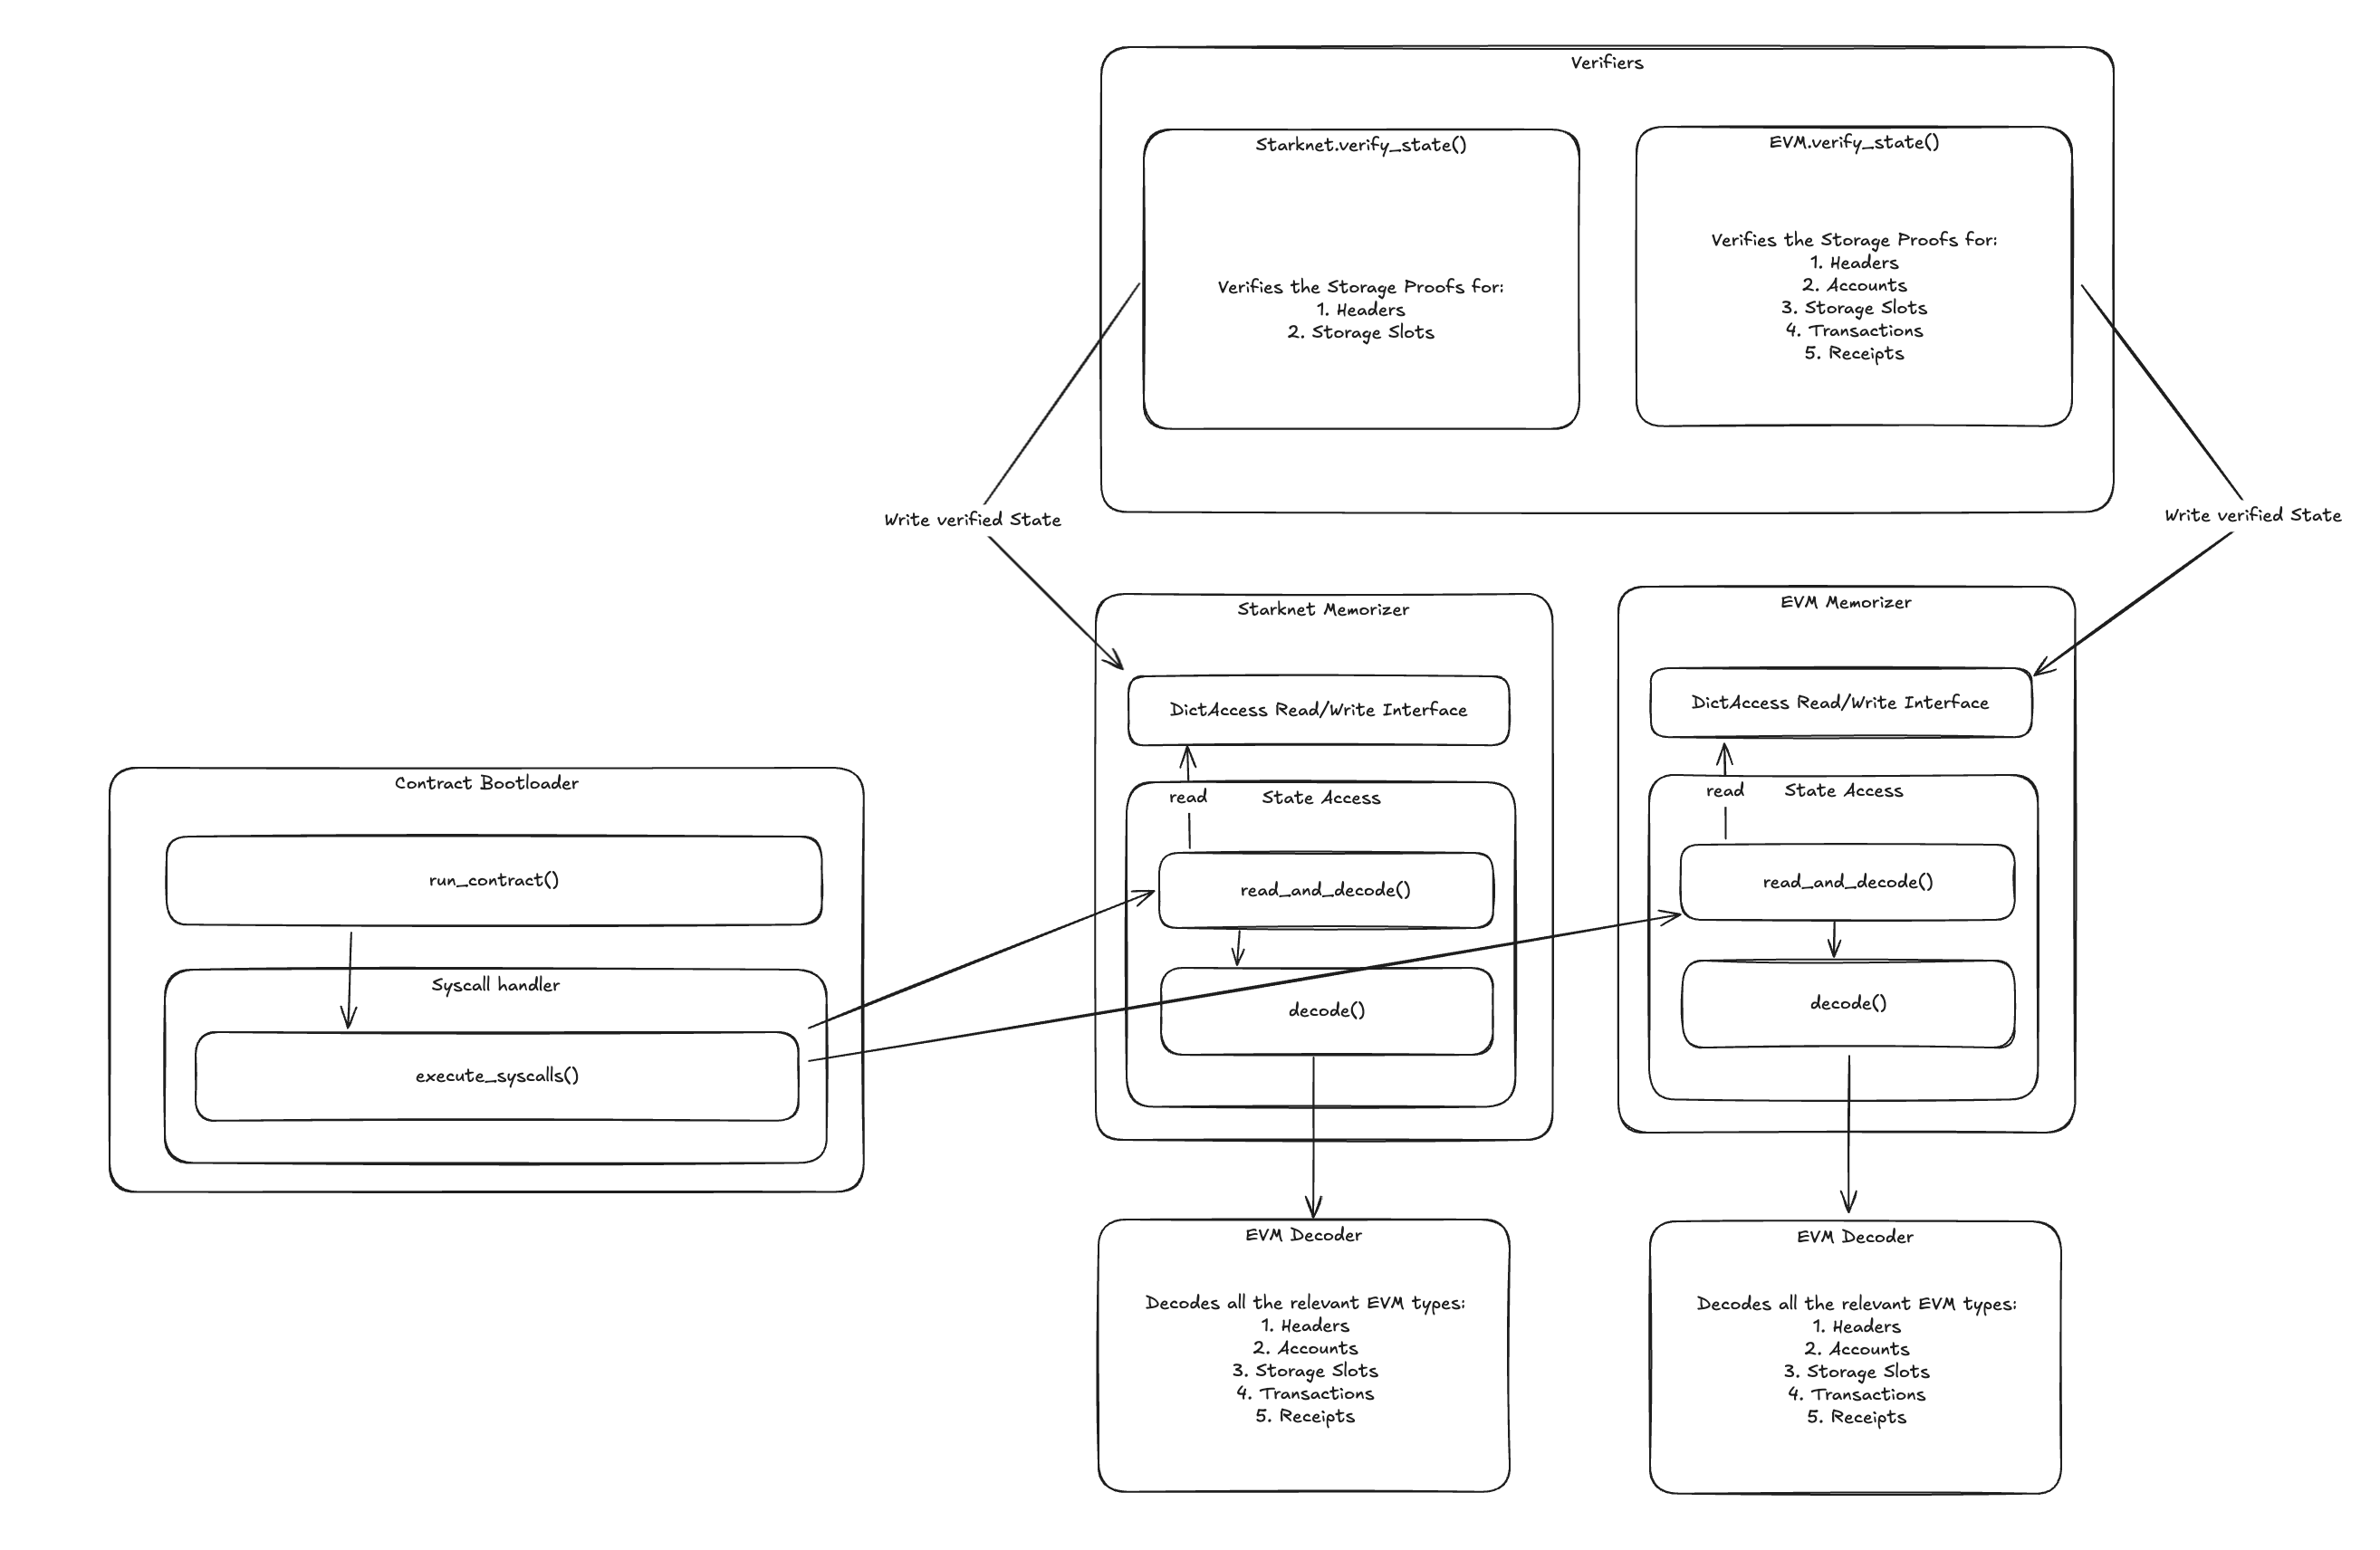 Verifiers
Starknet.verify_state()
Verifies the Storage Proofs for:
1. Headers
2. Storage Slots
EVM.verify_state()
Verifies the Storage Proofs for:
1. Headers
2. Accounts
3. Storage Slots
4. Transactions
5. Receipts
Write verified State
Write verified State
Contract Bootloader
run_contract()
Syscall handler
execute_syscalls()
Starknet Memorizer
DictAccess Read/Write Interface
read
State Access
read_and_decode()
decode()
EVM Memorizer
DictAccess Read/Write Interface
read
State Access
read_and_decode()
decode()
EVM Decoder
Decodes all the relevant EVM types:
1. Headers
2. Accounts
3. Storage Slots
4. Transactions
5. Receipts
EVM Decoder
Decodes all the relevant EVM types:
1. Headers
2. Accounts
3. Storage Slots
4. Transactions
5. Receipts